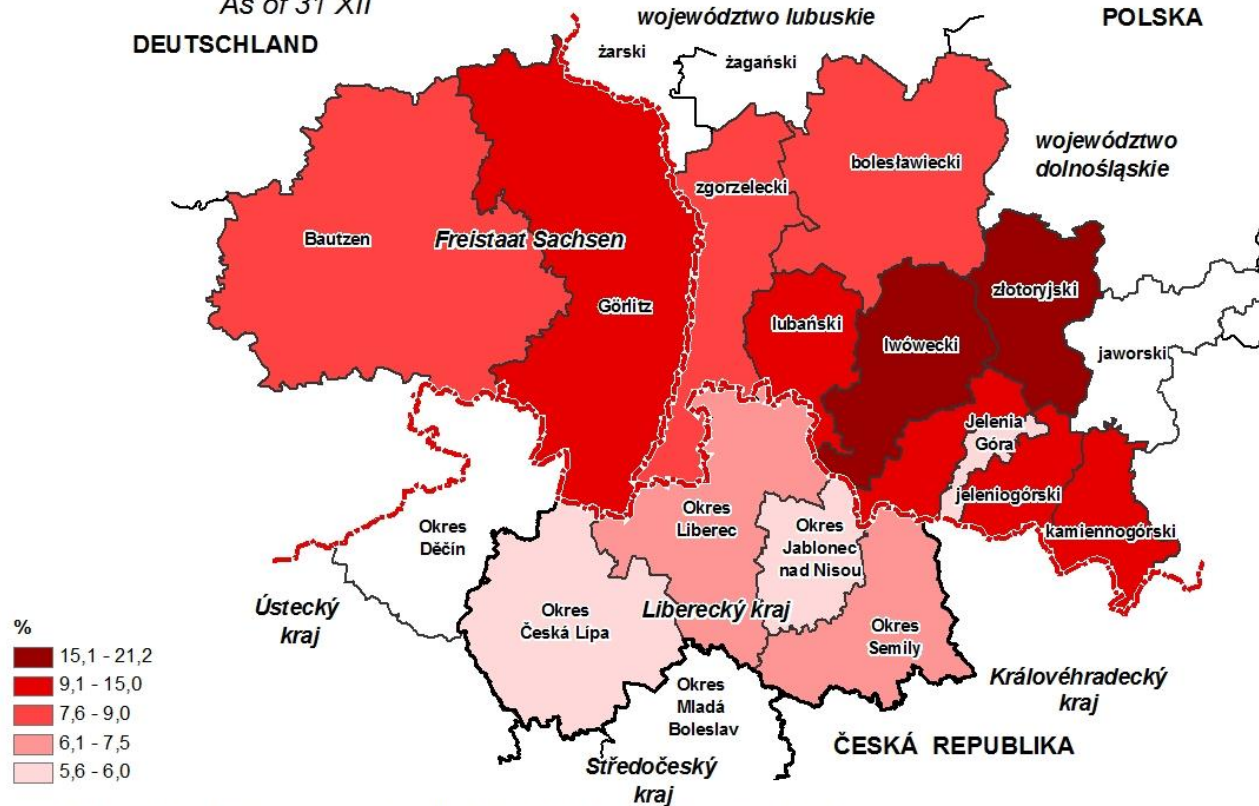 As of 31 XII
województwo lubuskie
POLSKA
DEUTSCHLAND
żarski
żagański
województwo
dolnośląskie
bolesławiecki
zgorzelecki
Bautzen
Freistaat Sachsen
Görlitz
złotoryjski
lubański
lwówecki
jaworski
Jelenia
Góra
jeleniogórski
kamiennogórski
Okres
Liberec
Okres
Jablonec
nad Nisou
Okres
Děčín
Ústecký
kraj
Okres
Česká Lípa
Liberecký kraj
Okres
Semily
Okres
Mladá
Boleslav
Královéhradecký
kraj
ČESKÁ REPUBLIKA
Středočeský
kraj
%
15,1 - 21,2
9,1 - 15,0
7,6 - 9,0
6,1 - 7,5
5,6 - 6,0